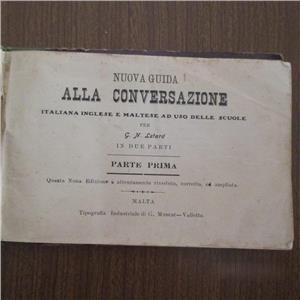 NUOVA GUIDA
ALLA CONVERSAZIONE
ITALIANA INGLESE E MALTESE AD USO DELLE SCUOLE
PER
G. N. Letard
IN DUE PARTI
PARTE PRIMA
Questa Nona Edizione è attentamente riveduta, corretta, ed ampliata.
MALTA
Tipografia Industriale di G. Muscat—Valletta.